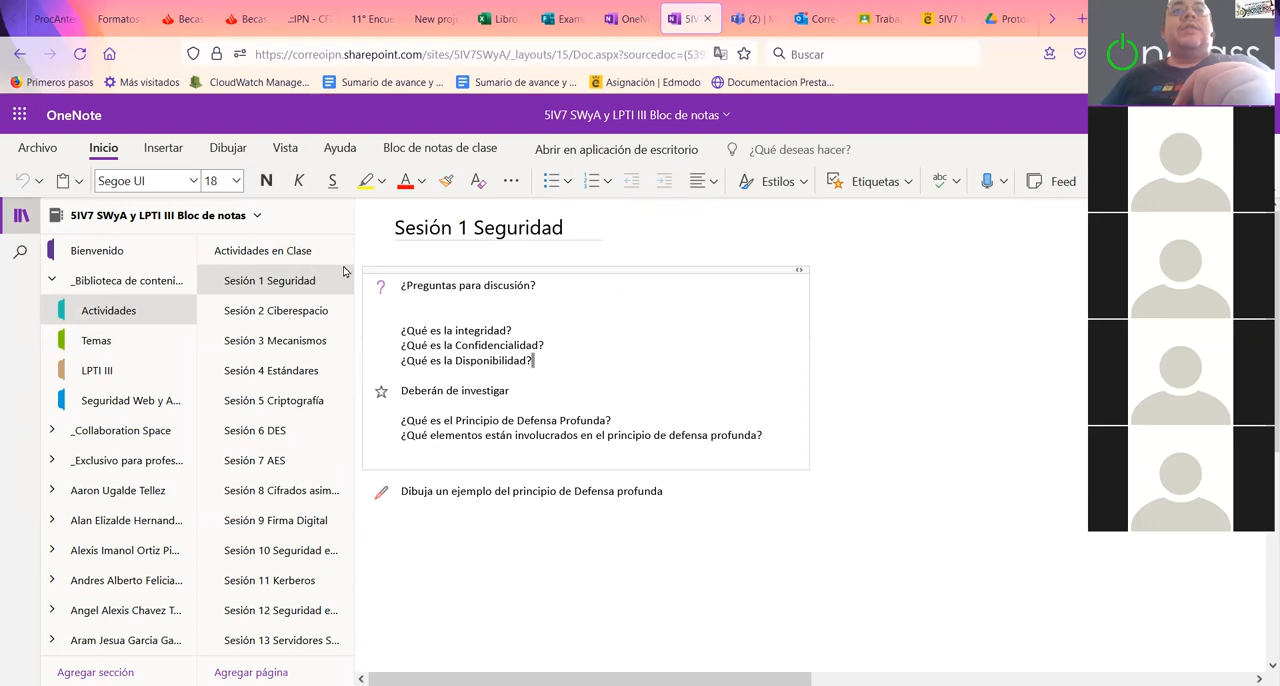 ProcAnte
Formatos
Becas
Becas
::IPN - CF
11° Encue
New proj
Libro.
Exame
OneNo
5IV7
(2) | M
Corre
Traba
5IV7 S
Proto
https://correoipn.sharepoint.com/sites/5IV7SWyA/_layouts/15/Doc.aspx?sourcedoc={539
Buscar
Primeros pasos
Más visitados
CloudWatch Manage...
Sumario de avance y ...
Sumario de avance y ...
Asignación | Edmodo
Documentacion Presta...
OneNote
5IV7 SWyA y LPTI III Bloc de notas
Archivo
Inicio
Insertar
Dibujar
Vista
Ayuda
Bloc de notas de clase
Abrir en aplicación de escritorio
¿Qué deseas hacer?
Segoe UI
18
N
K
S
A
Estilos
Etiquetas
abc
Feed
5IV7 SWyA y LPTI III Bloc de notas
Bienvenido
_Biblioteca de conteni...
Actividades
Temas
LPTI III
Seguridad Web y A...
_Collaboration Space
_Exclusivo para profes...
Aaron Ugalde Tellez
Alan Elizalde Hernand...
Alexis Imanol Ortiz Pi...
Andres Alberto Felicia...
Angel Alexis Chavez T...
Aram Jesua Garcia Ga...
Agregar sección
Actividades en Clase
Sesión 1 Seguridad
Sesión 2 Ciberespacio
Sesión 3 Mecanismos
Sesión 4 Estándares
Sesión 5 Criptografía
Sesión 6 DES
Sesión 7 AES
Sesión 8 Cifrados asim...
Sesión 9 Firma Digital
Sesión 10 Seguridad e...
Sesión 11 Kerberos
Sesión 12 Seguridad e...
Sesión 13 Servidores S...
Agregar página
Sesión 1 Seguridad
¿Preguntas para discusión?
¿Qué es la integridad?
¿Qué es la Confidencialidad?
¿Qué es la Disponibilidad?
Deberán de investigar
¿Qué es el Principio de Defensa Profunda?
¿Qué elementos están involucrados en el principio de defensa profunda?
Dibuja un ejemplo del principio de Defensa profunda